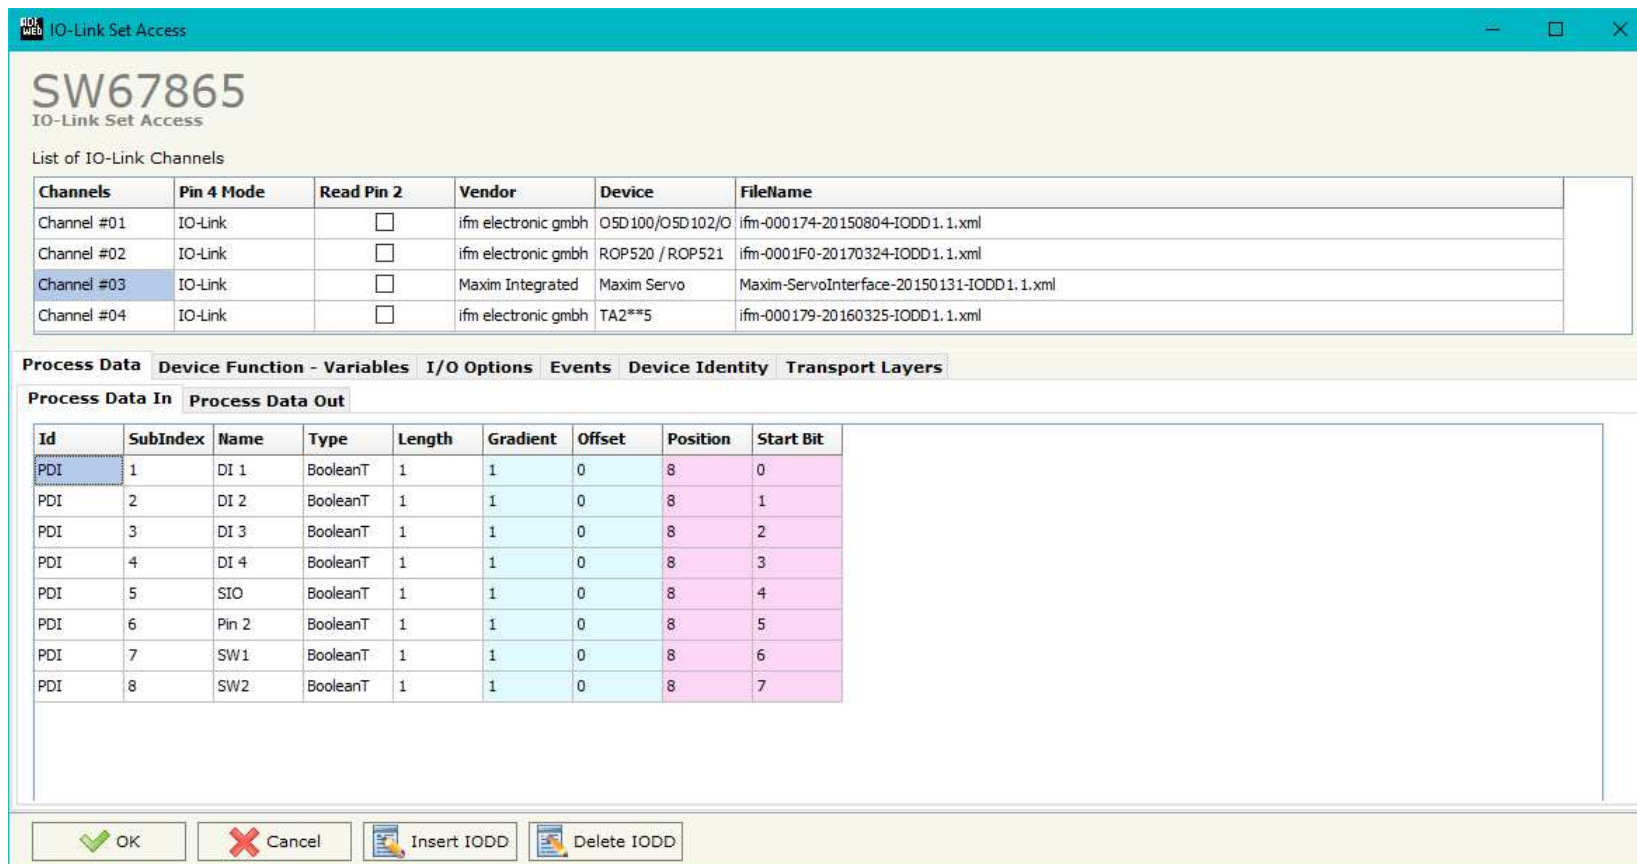 ADF WEB IO-Link Set Access
SW67865
IO-Link Set Access
List of IO-Link Channels
Channels Pin 4 Mode Read Pin 2 Vendor Device FileName
Channel #01 IO-Link ifm electronic gmbh O5D100/O5D102/O ifm-000174-20150804-IODD1.1.xml
Channel #02 IO-Link ifm electronic gmbh ROP520 / ROP521 ifm-0001F0-20170324-IODD1.1.xml
Channel #03 IO-Link Maxim Integrated Maxim Servo Maxim-ServoInterface-20150131-IODD1.1.xml
Channel #04 IO-Link ifm electronic gmbh TA2**5 ifm-000179-20160325-IODD1.1.xml
Process Data Device Function - Variables I/O Options Events Device Identity Transport Layers
Process Data In Process Data Out
Id SubIndex Name Type Length Gradient Offset Position Start Bit
PDI 1 DI 1 BooleanT 1 1 0 8 0
PDI 2 DI 2 BooleanT 1 1 0 8 1
PDI 3 DI 3 BooleanT 1 1 0 8 2
PDI 4 DI 4 BooleanT 1 1 0 8 3
PDI 5 SIO BooleanT 1 1 0 8 4
PDI 6 Pin 2 BooleanT 1 1 0 8 5
PDI 7 SW1 BooleanT 1 1 0 8 6
PDI 8 SW2 BooleanT 1 1 0 8 7
OK Cancel Insert IODD Delete IODD